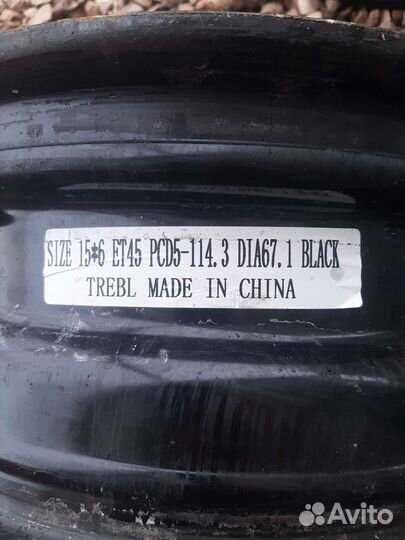 SIZE 15*6 ET45 PCD5-114.3 DIA67.1 BLACK
TREBL MADE IN CHINA
Avito